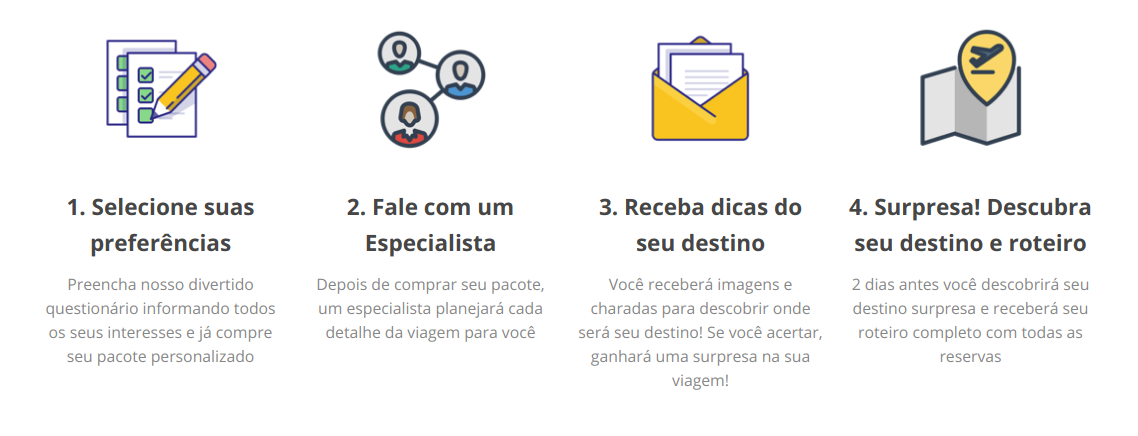 1. Selecione suas
preferências
Preencha nosso divertido
questionário informando todos
os seus interesses e já compre
seu pacote personalizado
2. Fale com um
Especialista
Depois de comprar seu pacote,
um especialista planejará cada
detalhe da viagem para você
3. Receba dicas do
seu destino
Você receberá imagens e
charadas para descobrir onde
será seu destino! Se você acertar,
ganhará uma surpresa na sua
viagem!
4. Surpresa! Descubra
seu destino e roteiro
2 dias antes você descobrirá seu
destino surpresa e receberá seu
roteiro completo com todas as
reservas